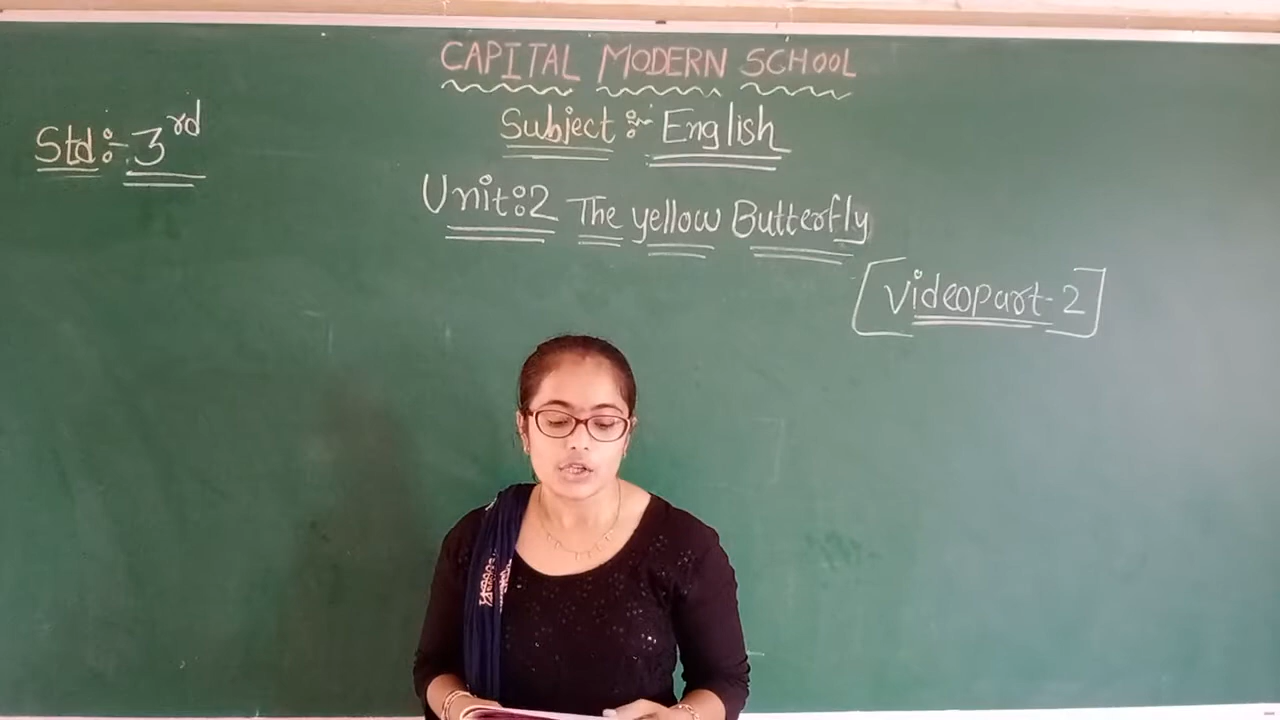 CAPITAL MODERN SCHOOL
Std:- 3rd
Subject :- English
Unit:2 The yellow Butterfly
[Videopart-2]